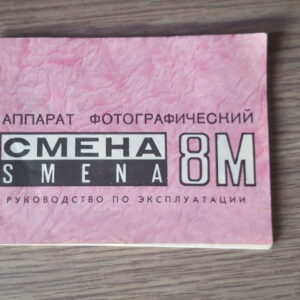 АППАРАТ ФОТОГРАФИЧЕСКИЙ
СМЕНА
SMENA 8М
РУКОВОДСТВО ПО ЭКСПЛУАТАЦИИ